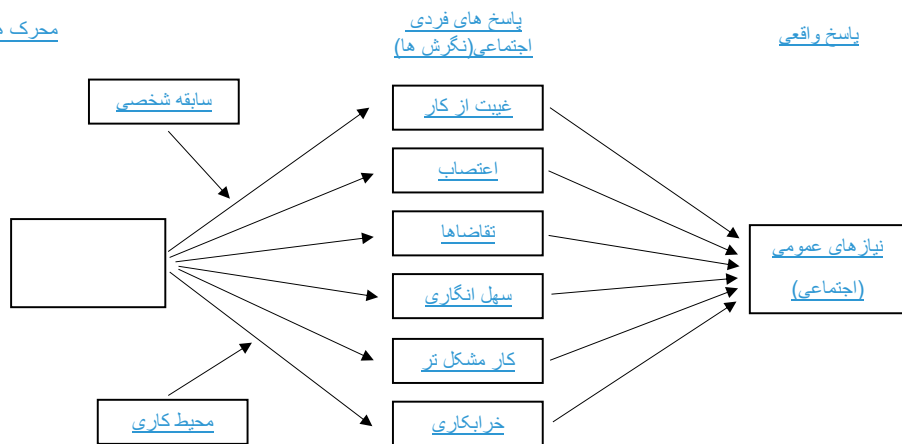 محرک
پاسخ های فردی
اجتماعی(نگرش ها)
پاسخ واقعی
سابقه شخصی
غیبت از کار
اعتصاب
تقاضاها
سهل انگاری
کار مشکل تر
خرابکاری
محیط کاری
نیازهای عمومی
(اجتماعی)